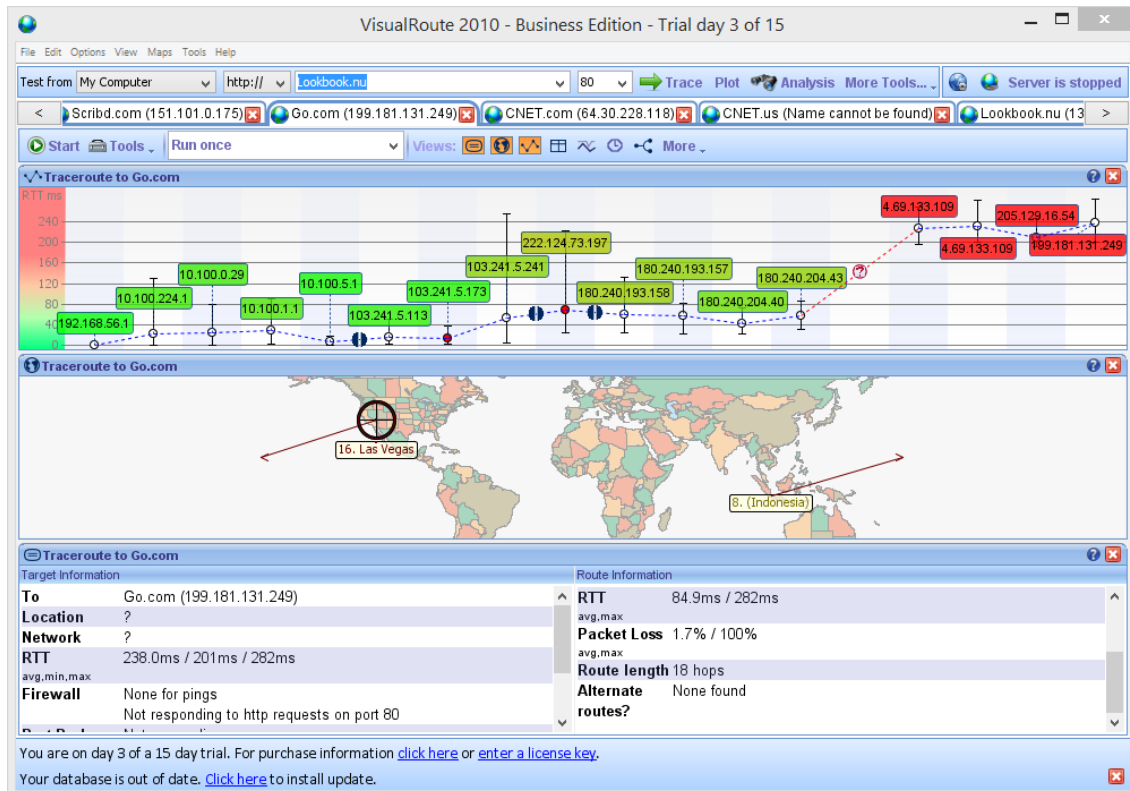 VisualRoute 2010 - Business Edition - Trial day 3 of 15
File Edit Options View Maps Tools Help
Test from My Computer http:// Lookbook.nu 80 Trace Plot Analysis More Tools... Server is stopped
< Scribd.com (151.101.0.175) Go.com (199.181.131.249) CNET.com (64.30.228.118) CNET.us (Name cannot be found) Lookbook.nu (13 >
Start Tools Run once Views: More
Traceroute to Go.com
RTT ms
240
200
160
120
80
40
0
192.168.56.1
10.100.224.1
10.100.0.29
10.100.1.1
10.100.5.1
103.241.5.113
103.241.5.173
103.241.5.241
222.124.73.197
180.240.193.158
180.240.193.157
180.240.204.40
180.240.204.43
?
4.69.133.109
4.69.133.109
205.129.16.54
199.181.131.249
Traceroute to Go.com
16. Las Vegas
8. (Indonesia)
Traceroute to Go.com
Target Information
To Go.com (199.181.131.249)
Location ?
Network ?
RTT 238.0ms / 201ms / 282ms
avg,min,max
Firewall None for pings
Not responding to http requests on port 80
Route Information
RTT 84.9ms / 282ms
avg,max
Packet Loss 1.7% / 100%
avg,max
Route length 18 hops
Alternate None found
routes?
You are on day 3 of a 15 day trial. For purchase information click here or enter a license key.
Your database is out of date. Click here to install update.